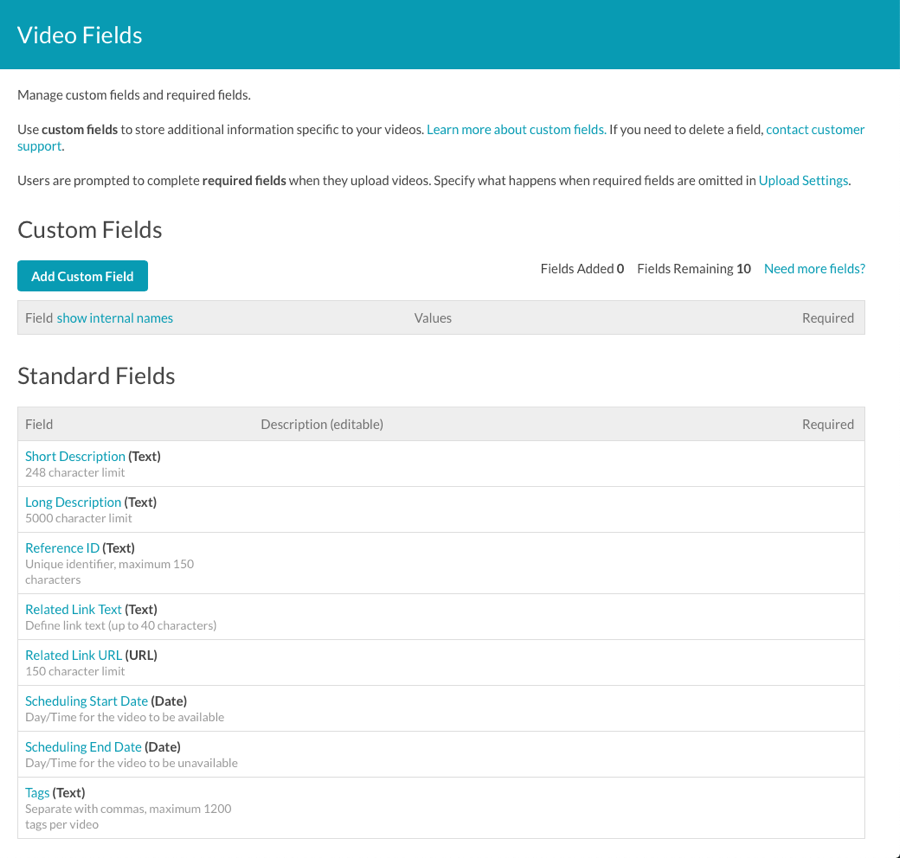 Video Fields
Manage custom fields and required fields.
Use custom fields to store additional information specific to your videos. Learn more about custom fields. If you need to delete a field, contact customer
support.
Users are prompted to complete required fields when they upload videos. Specify what happens when required fields are omitted in Upload Settings.
Custom Fields
Add Custom Field
Fields Added 0 Fields Remaining 10 Need more fields?
Field show internal names Values Required
Standard Fields
Field Description (editable) Required
Short Description (Text)
248 character limit
Long Description (Text)
5000 character limit
Reference ID (Text)
Unique identifier, maximum 150
characters
Related Link Text (Text)
Define link text (up to 40 characters)
Related Link URL (URL)
150 character limit
Scheduling Start Date (Date)
Day/Time for the video to be available
Scheduling End Date (Date)
Day/Time for the video to be unavailable
Tags (Text)
Separate with commas, maximum 1200
tags per video